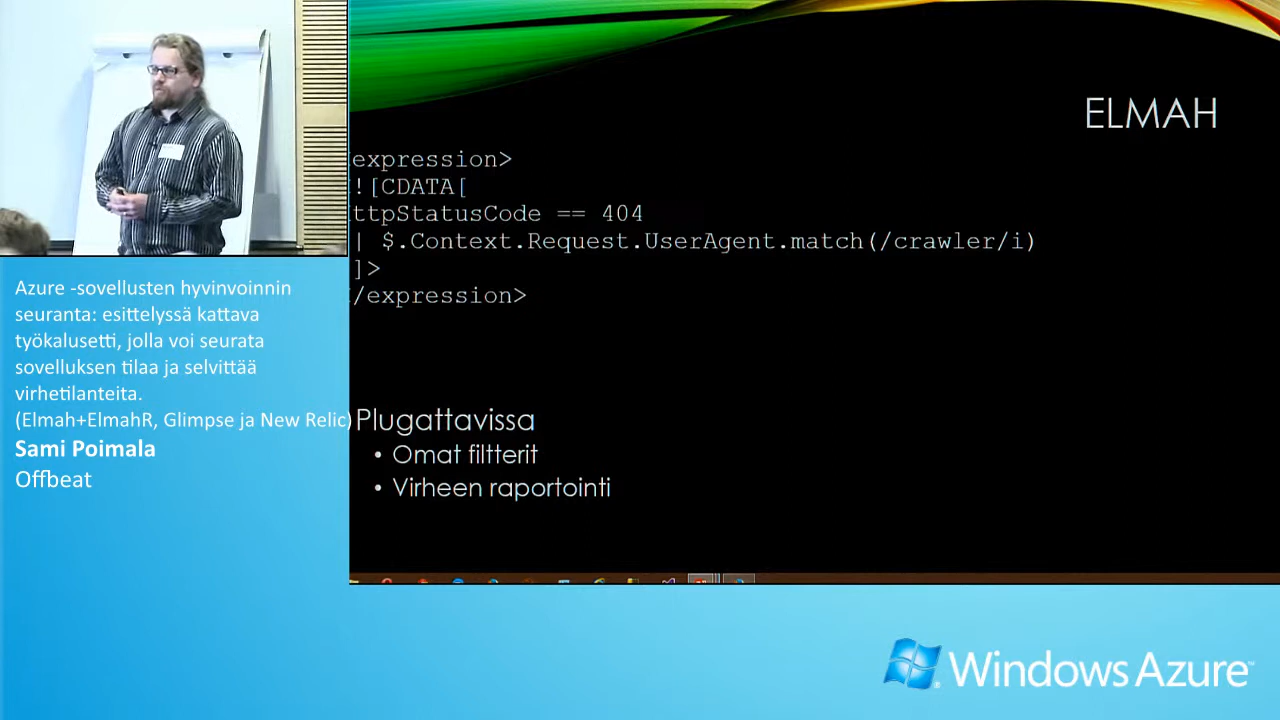 ELMAH
expression>
![CDATA[
ttpStatusCode == 404
| $.Context.Request.UserAgent.match(/crawler/i)
]>
/expression>
Plugattavissa
• Omat filtterit
• Virheen raportointi
Azure -sovellusten hyvinvoinnin
seuranta: esittelyssä kattava
työkalusetti, jolla voi seurata
sovelluksen tilaa ja selvittää
virhetilanteita.
(Elmah+ElmahR, Glimpse ja New Relic)
Sami Poimala
Offbeat
Windows Azure™